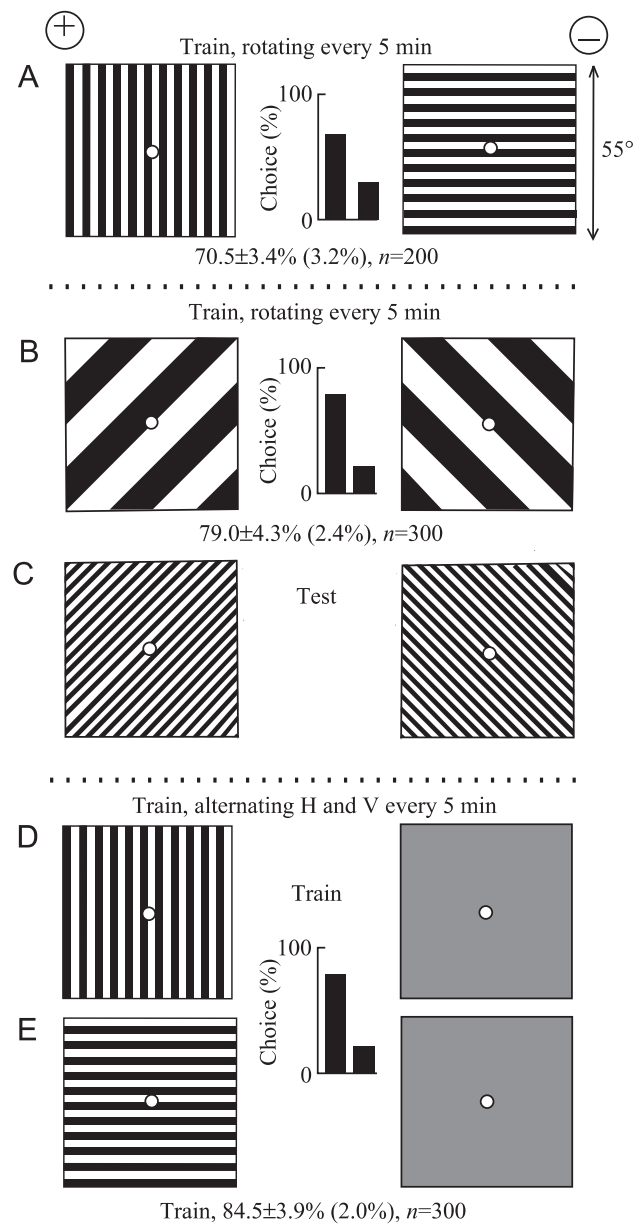 +
−
Train, rotating every 5 min
A
100
Choice (%)
0
55°
70.5±3.4% (3.2%), n=200
Train, rotating every 5 min
B
100
Choice (%)
0
79.0±4.3% (2.4%), n=300
C
Test
Train, alternating H and V every 5 min
D
Train
100
Choice (%)
0
E
Train, 84.5±3.9% (2.0%), n=300